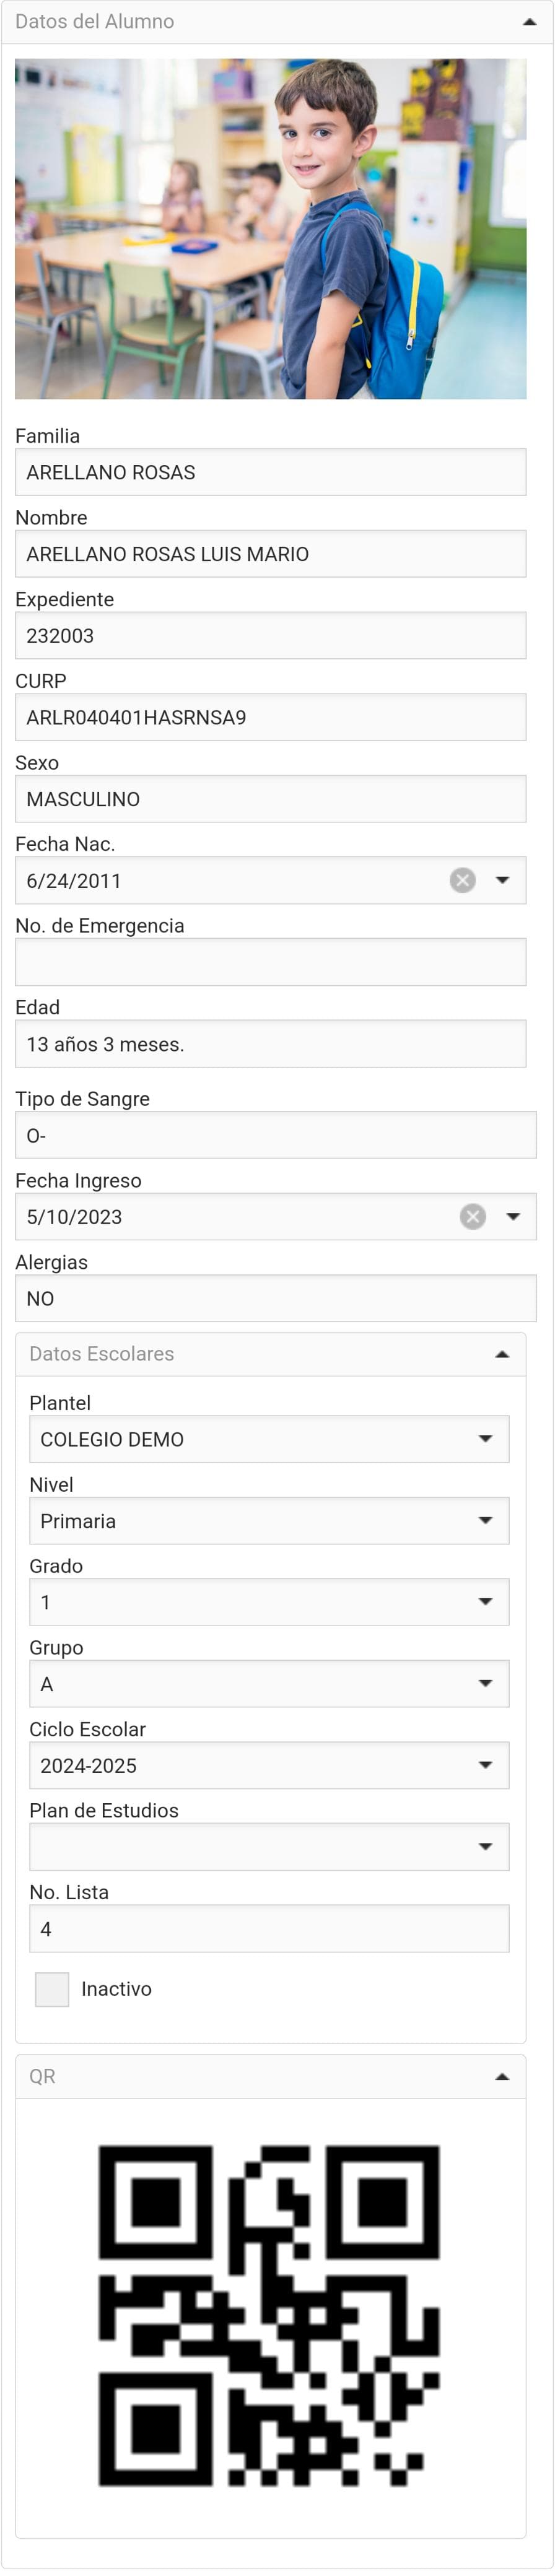 Datos del Alumno
Familia
ARELLANO ROSAS
Nombre
ARELLANO ROSAS LUIS MARIO
Expediente
232003
CURP
ARLR040401HASRNSA9
Sexo
MASCULINO
Fecha Nac.
6/24/2011
No. de Emergencia
Edad
13 años 3 meses.
Tipo de Sangre
O-
Fecha Ingreso
5/10/2023
Alergias
NO
Datos Escolares
Plantel
COLEGIO DEMO
Nivel
Primaria
Grado
1
Grupo
A
Ciclo Escolar
2024-2025
Plan de Estudios
No. Lista
4
Inactivo
QR